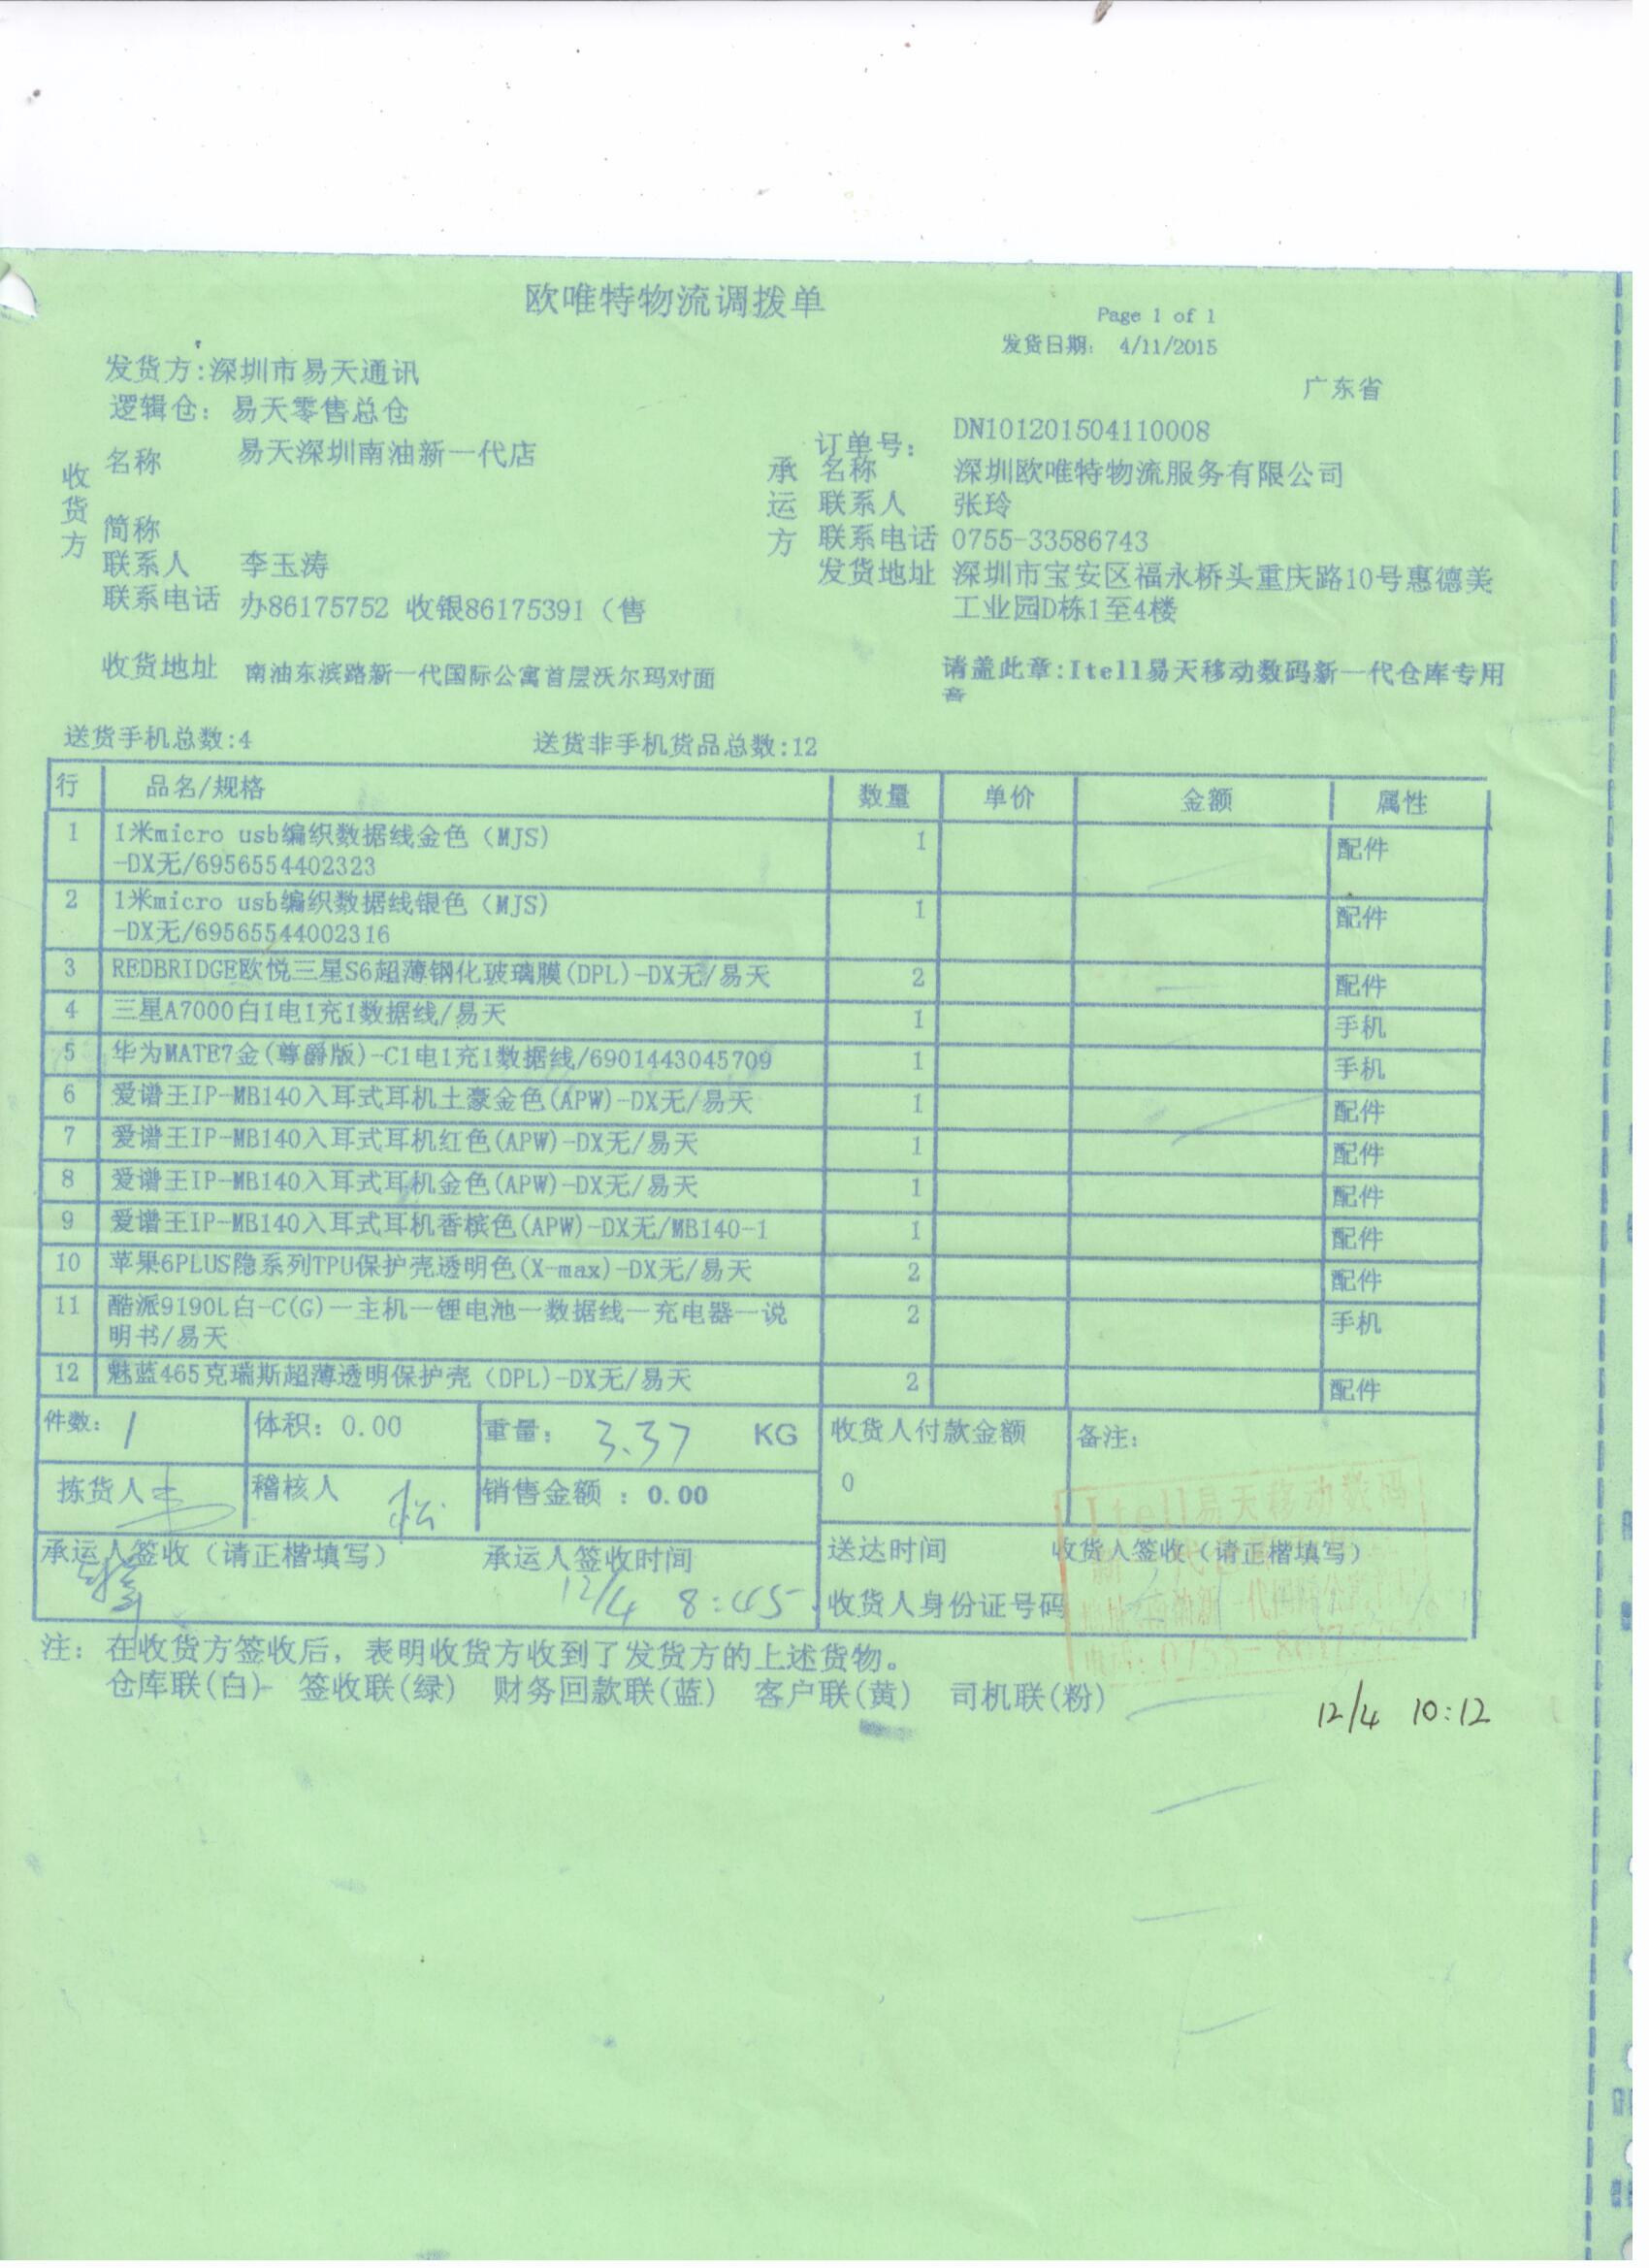 欧唯特物流调拨单
Page 1 of 1
发货日期： 4/11/2015
发货方:深圳市易天通讯
广东省
逻辑仓：易天零售总仓
收货方
名称 易天深圳南油新一代店
简称
联系人 李玉涛
联系电话 办86175752 收银86175391（售
收货地址 南油东滨路新一代国际公寓首层沃尔玛对面
订单号： DN101201504110008
承运方
名称 深圳欧唯特物流服务有限公司
联系人 张玲
联系电话 0755-33586743
发货地址 深圳市宝安区福永桥头重庆路10号惠德美
工业园D栋1至4楼
请盖此章:Itell易天移动数码新一代仓库专用
章
送货手机总数:4 送货非手机货品总数:12
行 品名/规格 数量 单价 金额 属性
1 1米micro usb编织数据线金色（MJS） 1 配件
-DX无/6956554402323
2 1米micro usb编织数据线银色（MJS） 1 配件
-DX无/69565544002316
3 REDBRIDGE欧悦三星S6超薄钢化玻璃膜(DPL)-DX无/易天 2 配件
4 三星A7000白1电1充1数据线/易天 1 手机
5 华为MATE7金(尊爵版)-C1电1充1数据线/6901443045709 1 手机
6 爱谱王IP-MB140入耳式耳机土豪金色(APW)-DX无/易天 1 配件
7 爱谱王IP-MB140入耳式耳机红色(APW)-DX无/易天 1 配件
8 爱谱王IP-MB140入耳式耳机金色(APW)-DX无/易天 1 配件
9 爱谱王IP-MB140入耳式耳机香槟色(APW)-DX无/MB140-1 1 配件
10 苹果6PLUS隐系列TPU保护壳透明色(X-max)-DX无/易天 2 配件
11 酷派9190L白-C(G)一主机一锂电池一数据线一充电器一说 2 手机
明书/易天
12 魅蓝465克瑞斯超薄透明保护壳（DPL)-DX无/易天 2 配件
件数： 1 体积：0.00 重量： 3.37 KG 收货人付款金额 备注：
拣货人 稽核人 松 销售金额 ：0.00 0
Itell易天移动数码
承运人签收（请正楷填写） 承运人签收时间 送达时间 收货人签收（请正楷填写）
12/4 8:45 收货人身份证号码
注：在收货方签收后，表明收货方收到了发货方的上述货物。
仓库联(白)- 签收联(绿) 财务回款联(蓝) 客户联(黄) 司机联(粉)
12/4 10:12